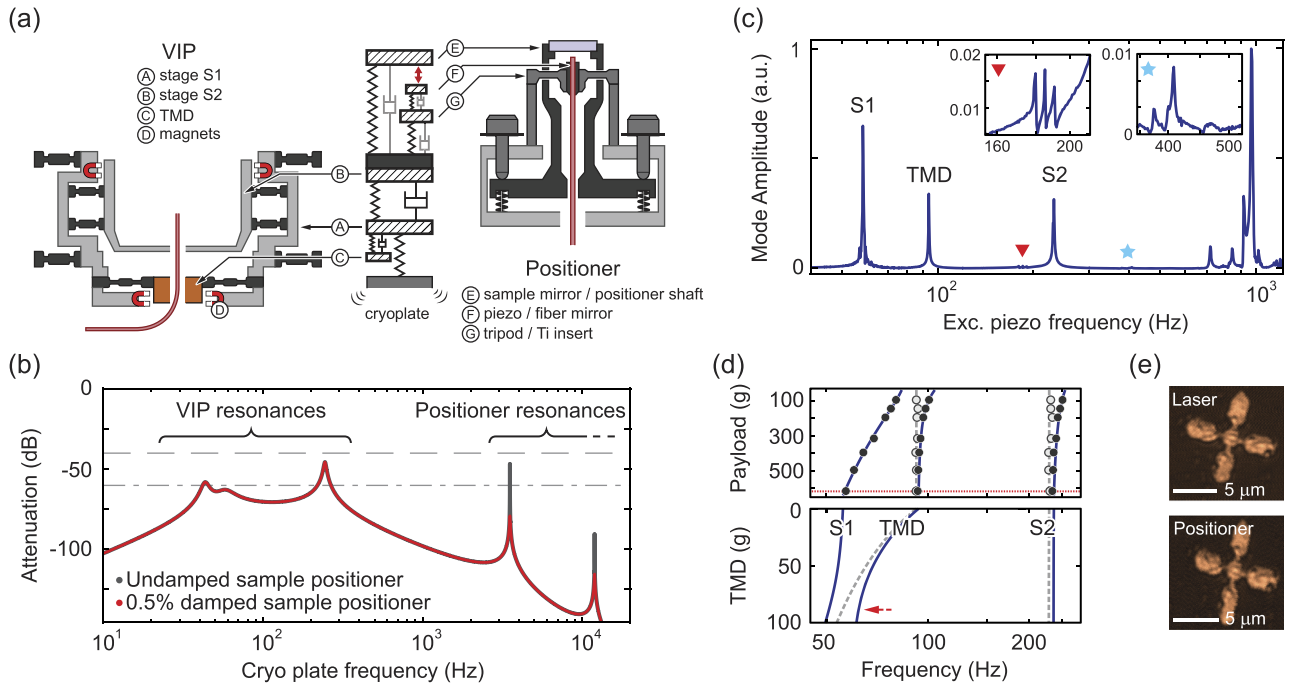 (a)
VIP
A stage S1
B stage S2
C TMD
D magnets
E
F
G
B
A
C
D
cryoplate
Positioner
E sample mirror / positioner shaft
F piezo / fiber mirror
G tripod / Ti insert
(b)
Attenuation (dB)
0
-50
-100
VIP resonances
Positioner resonances
Undamped sample positioner
0.5% damped sample positioner
10¹ 10² 10³ 10⁴
Cryo plate frequency (Hz)
(c)
Mode Amplitude (a.u.)
1
0
S1
TMD
S2
0.02
0.01
160 200
0.01
0
400 500
10² 10³
Exc. piezo frequency (Hz)
(d)
Payload (g)
100
300
500
TMD (g)
0
50
100
S1 TMD S2
50 100 200
Frequency (Hz)
(e)
Laser
5 μm
Positioner
5 μm